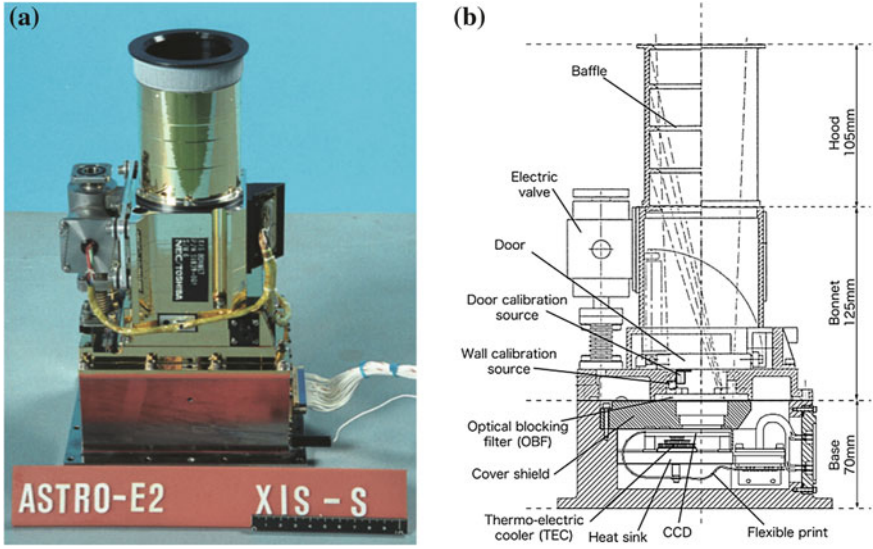 (a)
NEC TOSHIBA
ASTRO-E2 XIS-S
(b)
Baffle
Electric
valve
Door
Door calibration
source
Wall calibration
source
Optical blocking
filter (OBF)
Cover shield
Thermo-electric
cooler (TEC)
Heat sink
CCD
Flexible print
Hood
105mm
Bonnet
125mm
Base
70mm